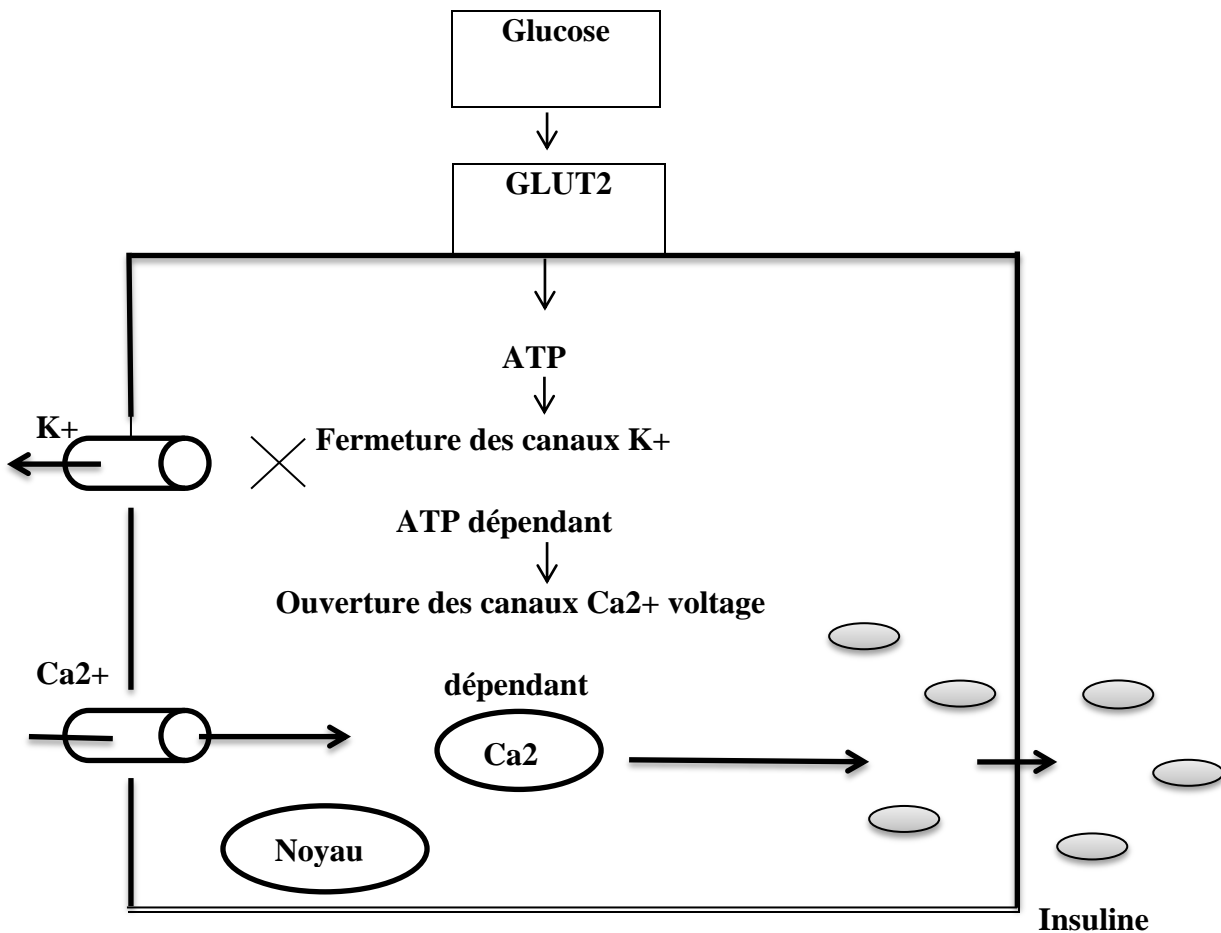 Glucose
GLUT2
ATP
K+
Fermeture des canaux K+
ATP dépendant
Ouverture des canaux Ca2+ voltage
Ca2+
dépendant
Ca2
Noyau
Insuline